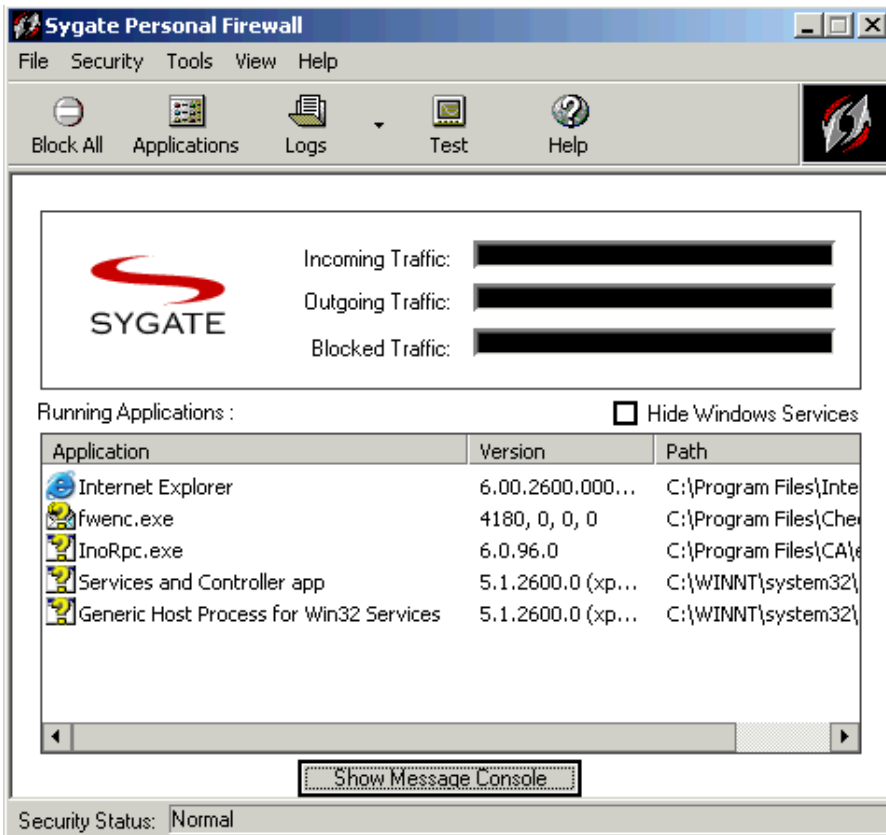 Sygate Personal Firewall
File Security Tools View Help
Block All Applications Logs Test Help
Incoming Traffic:
Outgoing Traffic:
SYGATE
Blocked Traffic:
Running Applications : Hide Windows Services
Application Version Path
Internet Explorer 6.00.2600.000... C:\Program Files\Inte
fwenc.exe 4180, 0, 0, 0 C:\Program Files\Che
InoRpc.exe 6.0.96.0 C:\Program Files\CA\e
Services and Controller app 5.1.2600.0 (xp... C:\WINNT\system32\
Generic Host Process for Win32 Services 5.1.2600.0 (xp... C:\WINNT\system32\
Show Message Console
Security Status: Normal